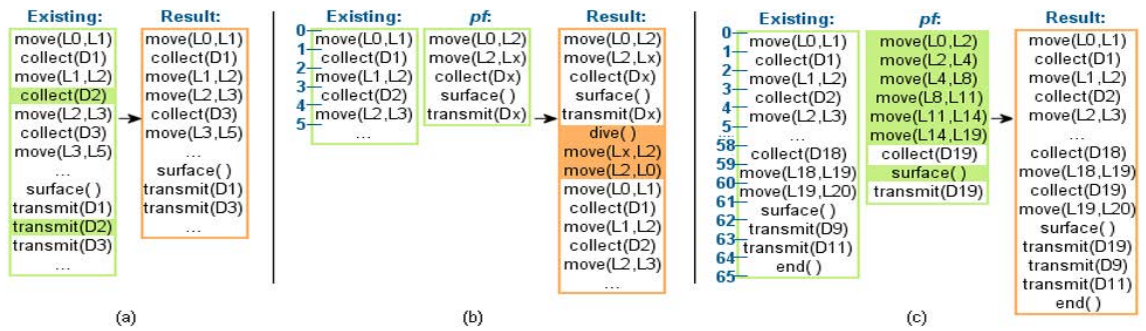 Existing:
move(L0,L1)
collect(D1)
move(L1,L2)
collect(D2)
move(L2,L3)
collect(D3)
move(L3,L5)
...
surface( )
transmit(D1)
transmit(D2)
transmit(D3)
...
Result:
move(L0,L1)
collect(D1)
move(L1,L2)
move(L2,L3)
collect(D3)
move(L3,L5)
...
surface( )
transmit(D1)
transmit(D3)
...
(a)
0
1
2
3
4
5
Existing:
move(L0,L1)
collect(D1)
move(L1,L2)
collect(D2)
move(L2,L3)
...
pf:
move(L0,L2)
move(L2,Lx)
collect(Dx)
surface( )
transmit(Dx)
Result:
move(L0,L2)
move(L2,Lx)
collect(Dx)
surface( )
transmit(Dx)
dive( )
move(Lx,L2)
move(L2,L0)
move(L0,L1)
collect(D1)
move(L1,L2)
collect(D2)
move(L2,L3)
...
(b)
0
1
2
3
4
5
58
59
60
61
62
63
64
65
Existing:
move(L0,L1)
collect(D1)
move(L1,L2)
collect(D2)
move(L2,L3)
....
collect(D18)
move(L18,L19)
move(L19,L20)
surface( )
transmit(D9)
transmit(D11)
end( )
pf:
move(L0,L2)
move(L2,L4)
move(L4,L8)
move(L8,L11)
move(L11,L14)
move(L14,L19)
collect(D19)
surface( )
transmit(D19)
Result:
move(L0,L1)
collect(D1)
move(L1,L2)
collect(D2)
move(L2,L3)
...
collect(D18)
move(L18,L19)
collect(D19)
move(L19,L20)
surface( )
transmit(D19)
transmit(D9)
transmit(D11)
end( )
(c)